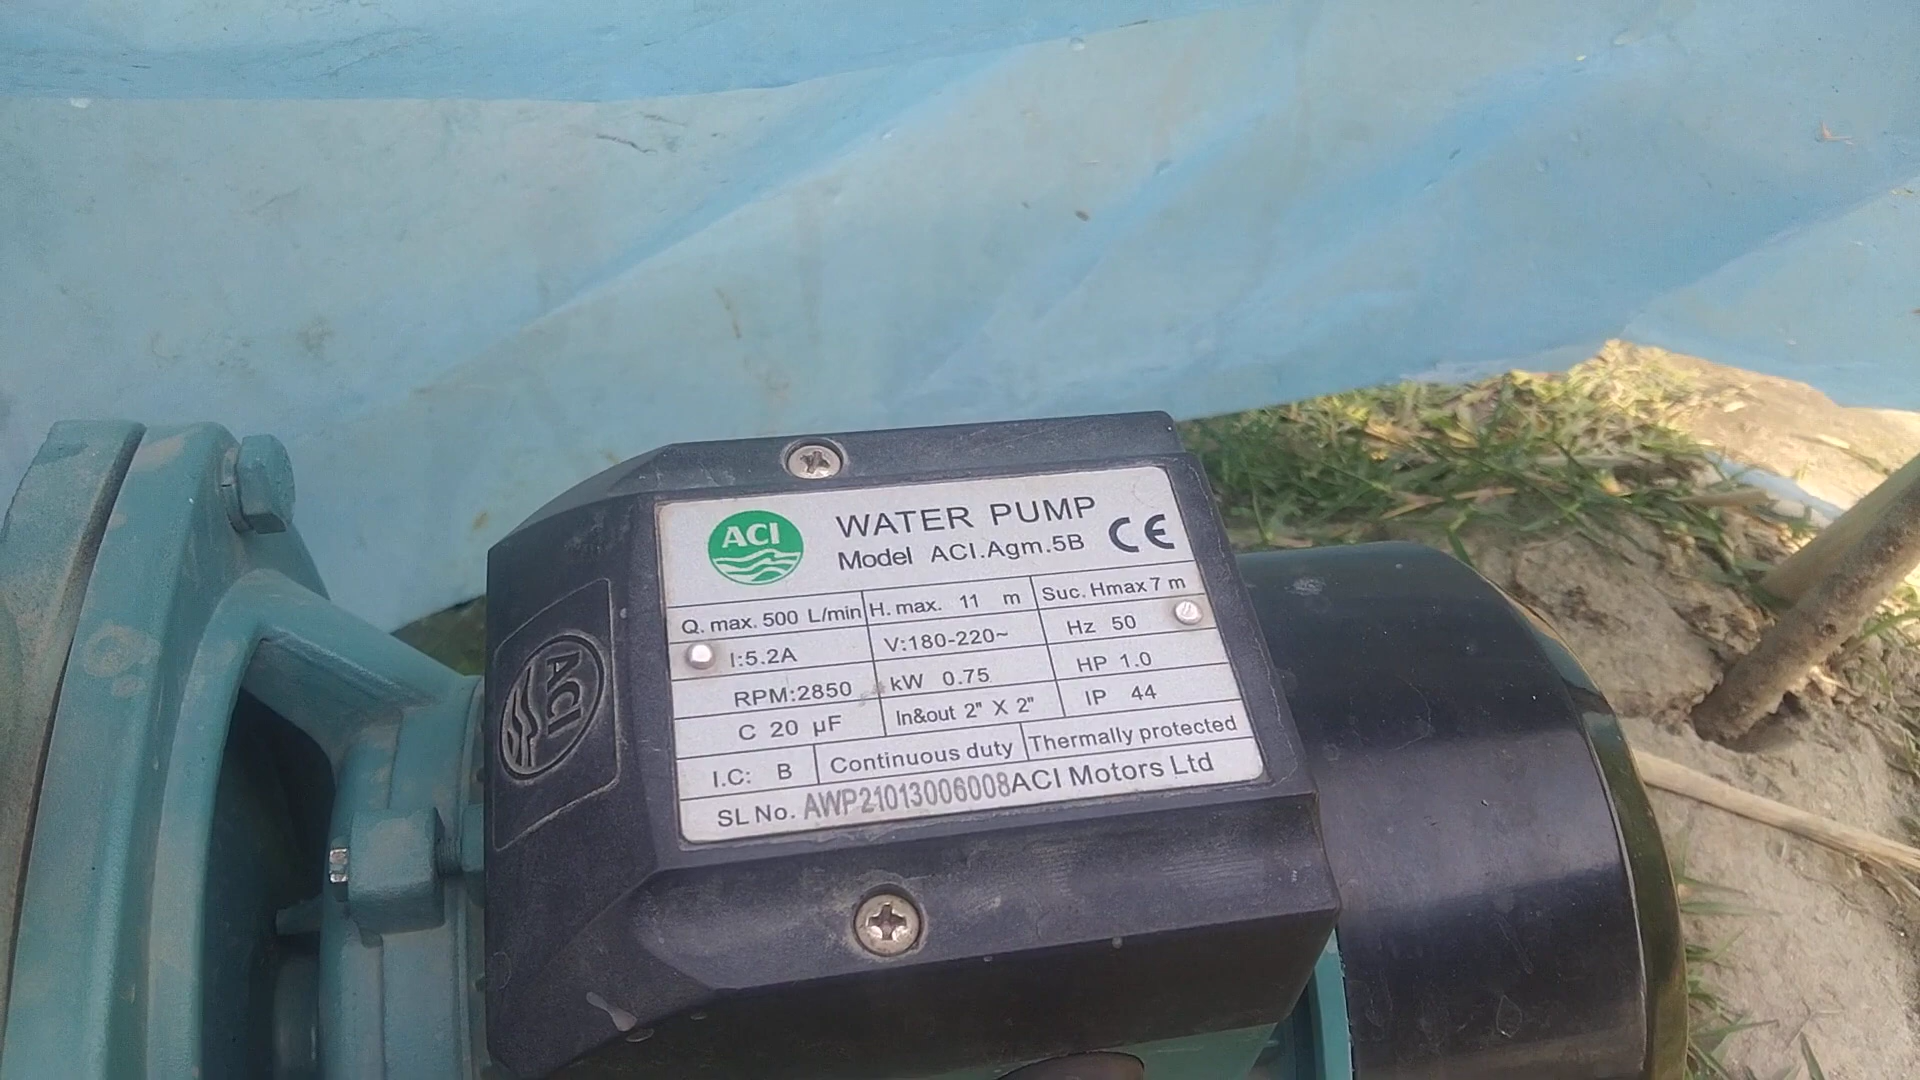 ACI
WATER PUMP
Model ACI.Agm.5B CE
Q. max. 500 L/min H. max. 11 m Suc. Hmax 7 m
I:5.2A V:180-220~ Hz 50
RPM:2850 kW 0.75 HP 1.0
C 20 µF In&out 2" X 2" IP 44
I.C: B Continuous duty Thermally protected
SL No. AWP21013006008 ACI Motors Ltd
ACI